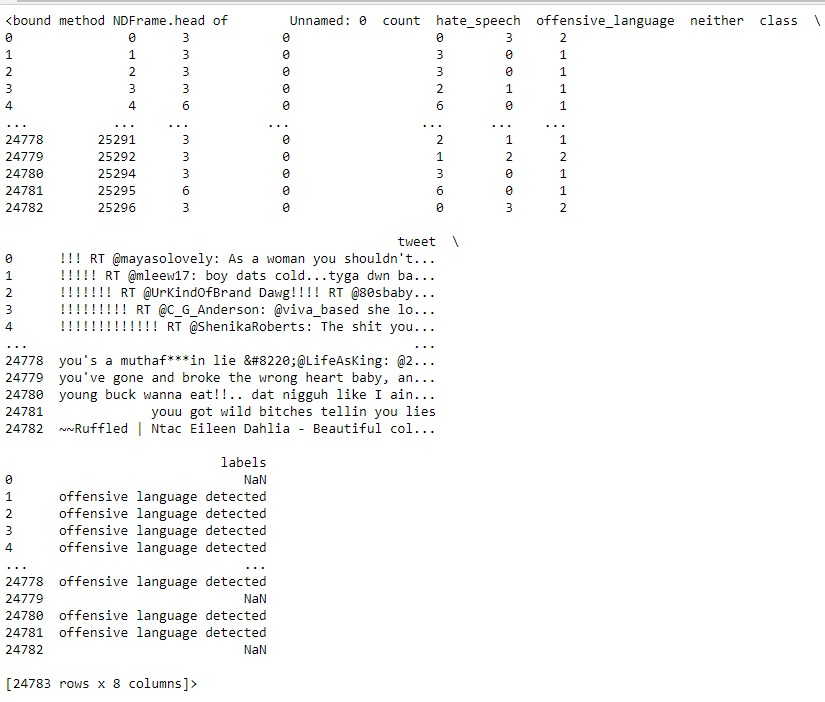 <bound method NDFrame.head of        Unnamed: 0  count  hate_speech  offensive_language  neither  class  \
0               0      3            0                   0        3      2
1               1      3            0                   3        0      1
2               2      3            0                   3        0      1
3               3      3            0                   2        1      1
4               4      6            0                   6        0      1
...           ...    ...          ...                 ...      ...    ...
24778       25291      3            0                   2        1      1
24779       25292      3            0                   1        2      2
24780       25294      3            0                   3        0      1
24781       25295      6            0                   6        0      1
24782       25296      3            0                   0        3      2
tweet  \
0      !!! RT @mayasolovely: As a woman you shouldn't...
1      !!!!! RT @mleew17: boy dats cold...tyga dwn ba...
2      !!!!!!! RT @UrKindOfBrand Dawg!!!! RT @80sbaby...
3      !!!!!!!!! RT @C_G_Anderson: @viva_based she lo...
4      !!!!!!!!!!!!! RT @ShenikaRoberts: The shit you...
...                                                  ...
24778  you's a muthaf***in lie &#8220;@LifeAsKing: @2...
24779  you've gone and broke the wrong heart baby, an...
24780  young buck wanna eat!!.. dat nigguh like I ain...
24781              youu got wild bitches tellin you lies
24782  ~~Ruffled | Ntac Eileen Dahlia - Beautiful col...
labels
0                            NaN
1      offensive language detected
2      offensive language detected
3      offensive language detected
4      offensive language detected
...                          ...
24778  offensive language detected
24779                        NaN
24780  offensive language detected
24781  offensive language detected
24782                        NaN
[24783 rows x 8 columns]>